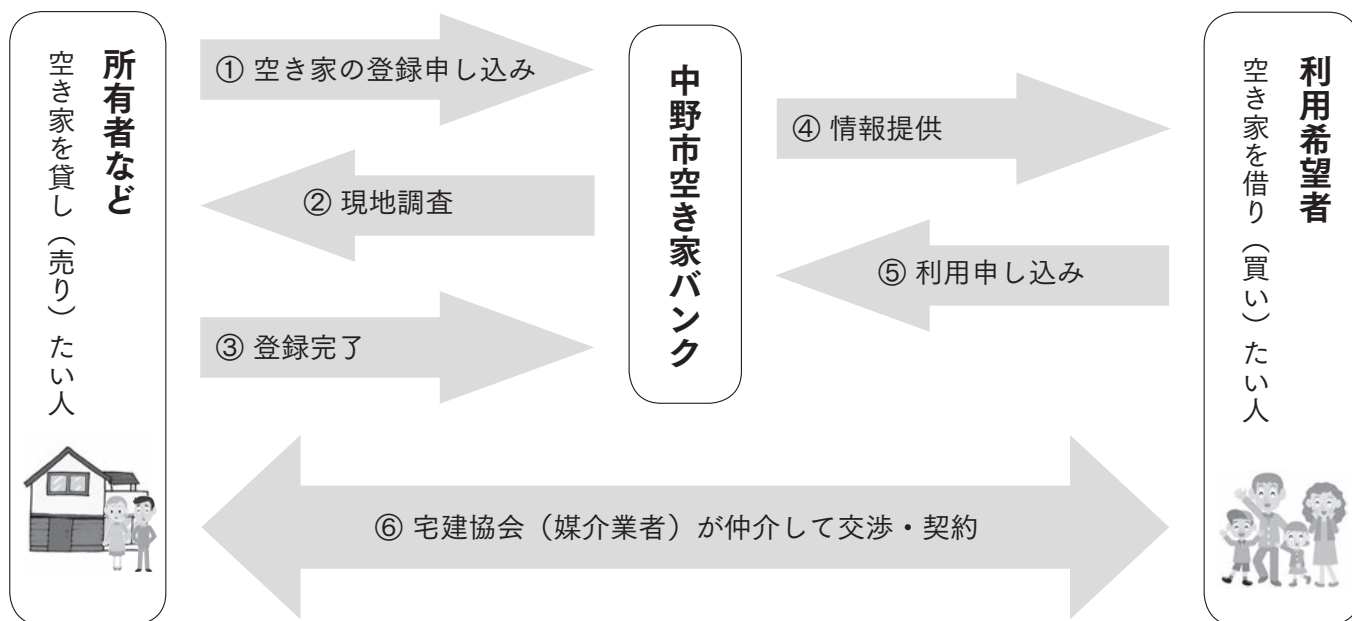 所有者など
空き家を貸し（売り）たい人
① 空き家の登録申し込み
② 現地調査
③ 登録完了
中野市空き家バンク
④ 情報提供
⑤ 利用申し込み
利用希望者
空き家を借り（買い）たい人
⑥ 宅建協会（媒介業者）が仲介して交渉・契約